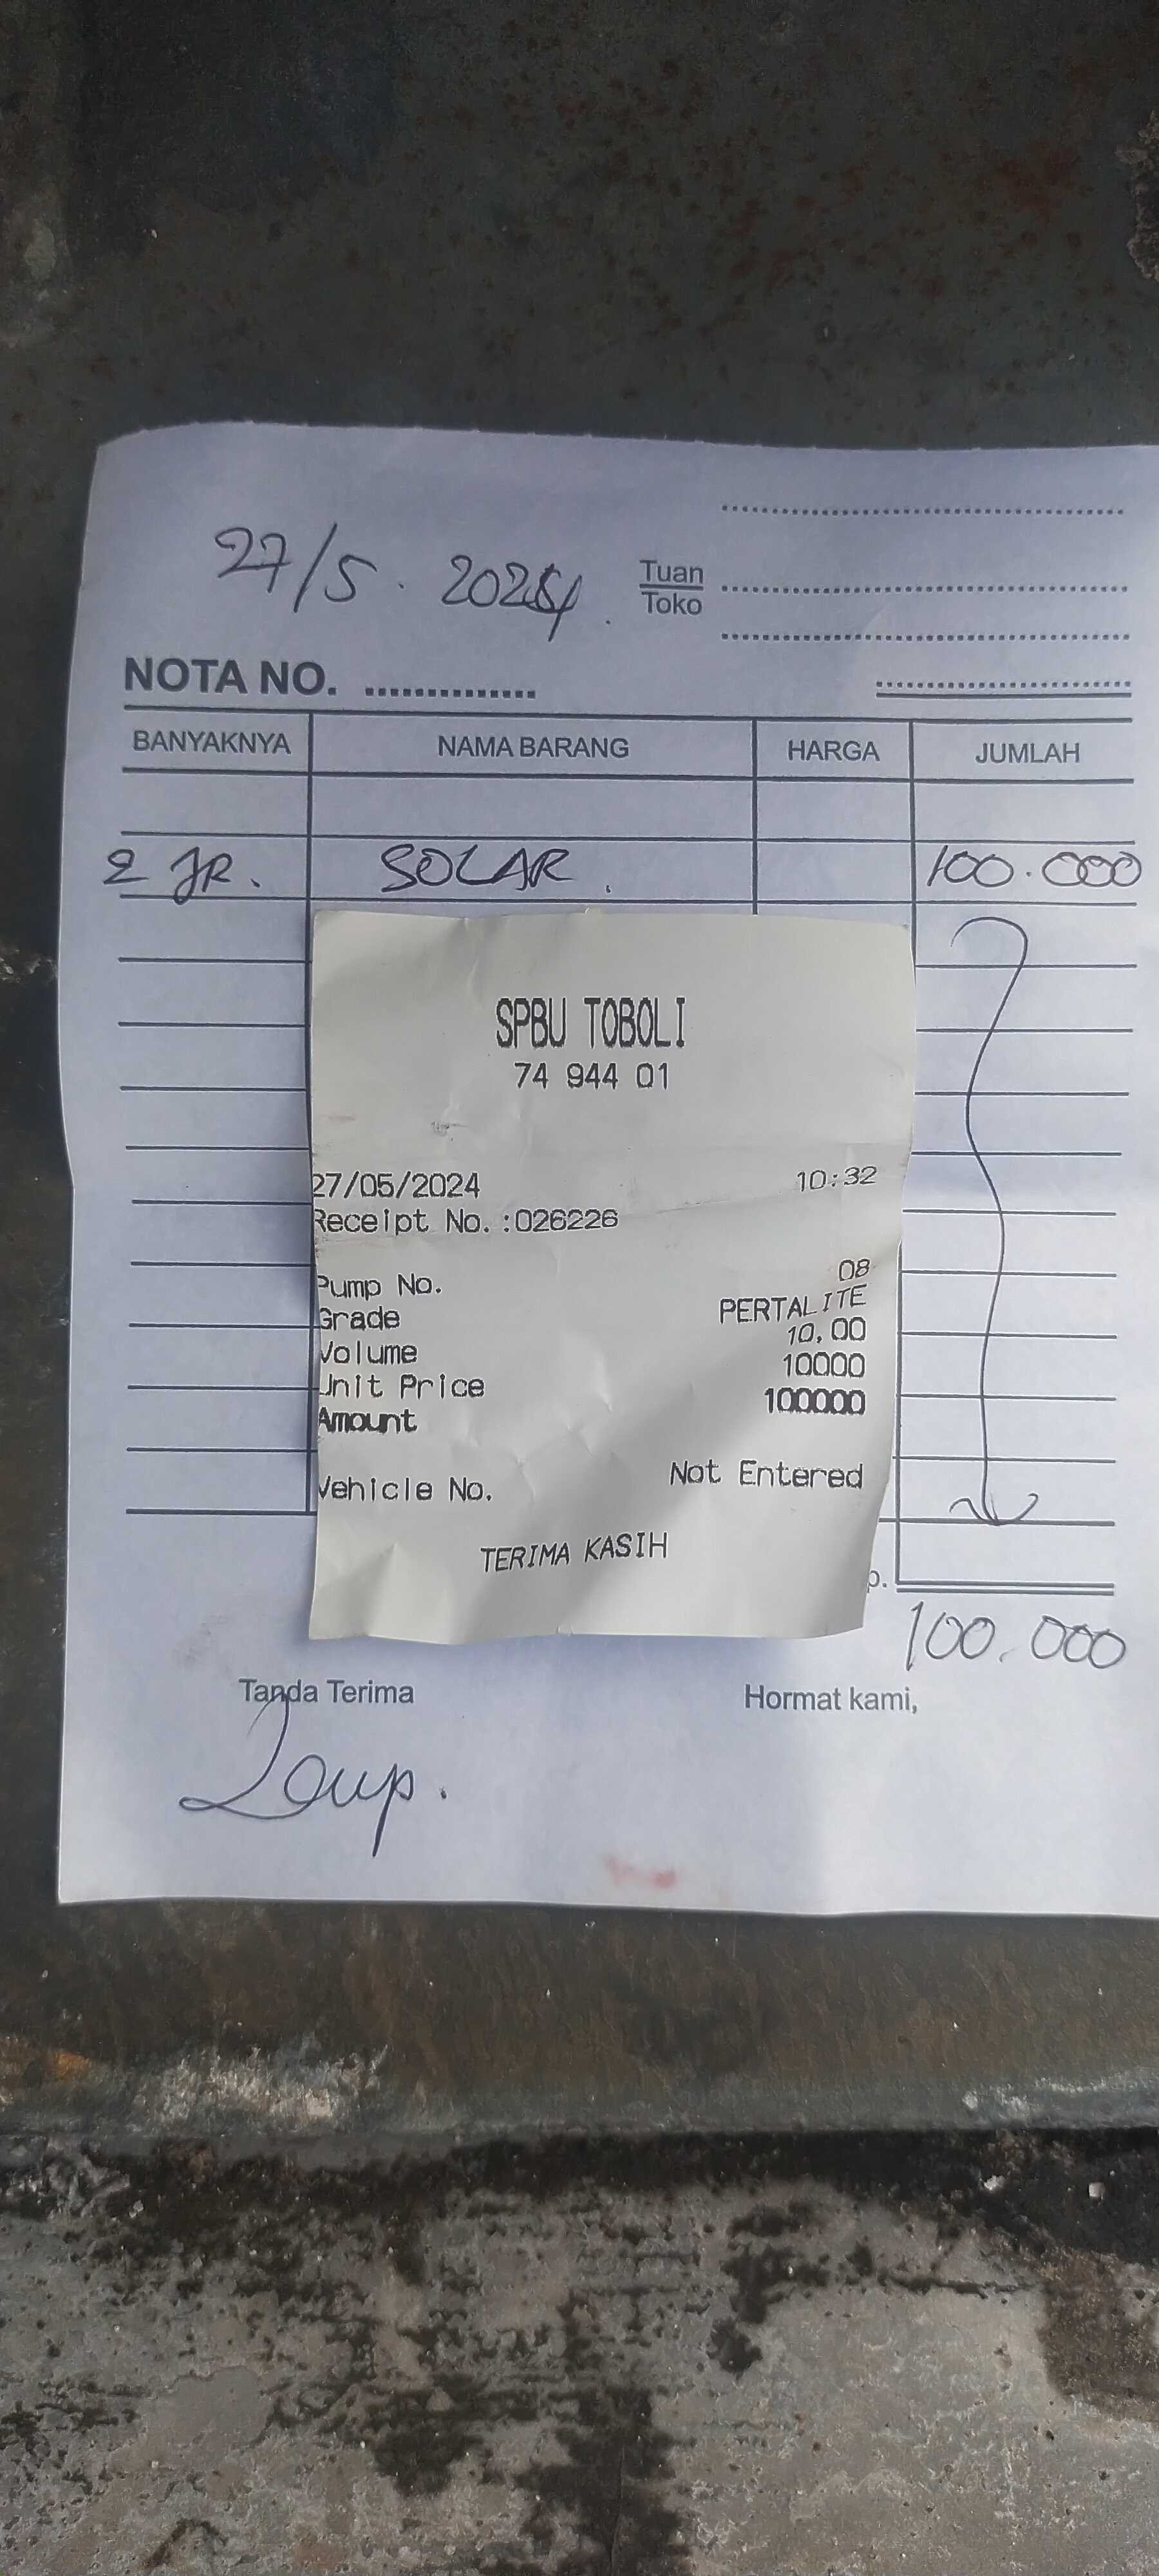 27/5. 2024.
Tuan
Toko
NOTA NO.
BANYAKNYA NAMA BARANG HARGA JUMLAH
2 JR. SOLAR. 100.000
SPBU TOBOLI
74 944 01
27/05/2024 10:32
Receipt No.:026226
Pump No. 08
Grade PERTALITE
Volume 10,00
Unit Price 10000
Amount 100000
Vehicle No. Not Entered
TERIMA KASIH
p.
100.000
Tanda Terima Hormat kami,